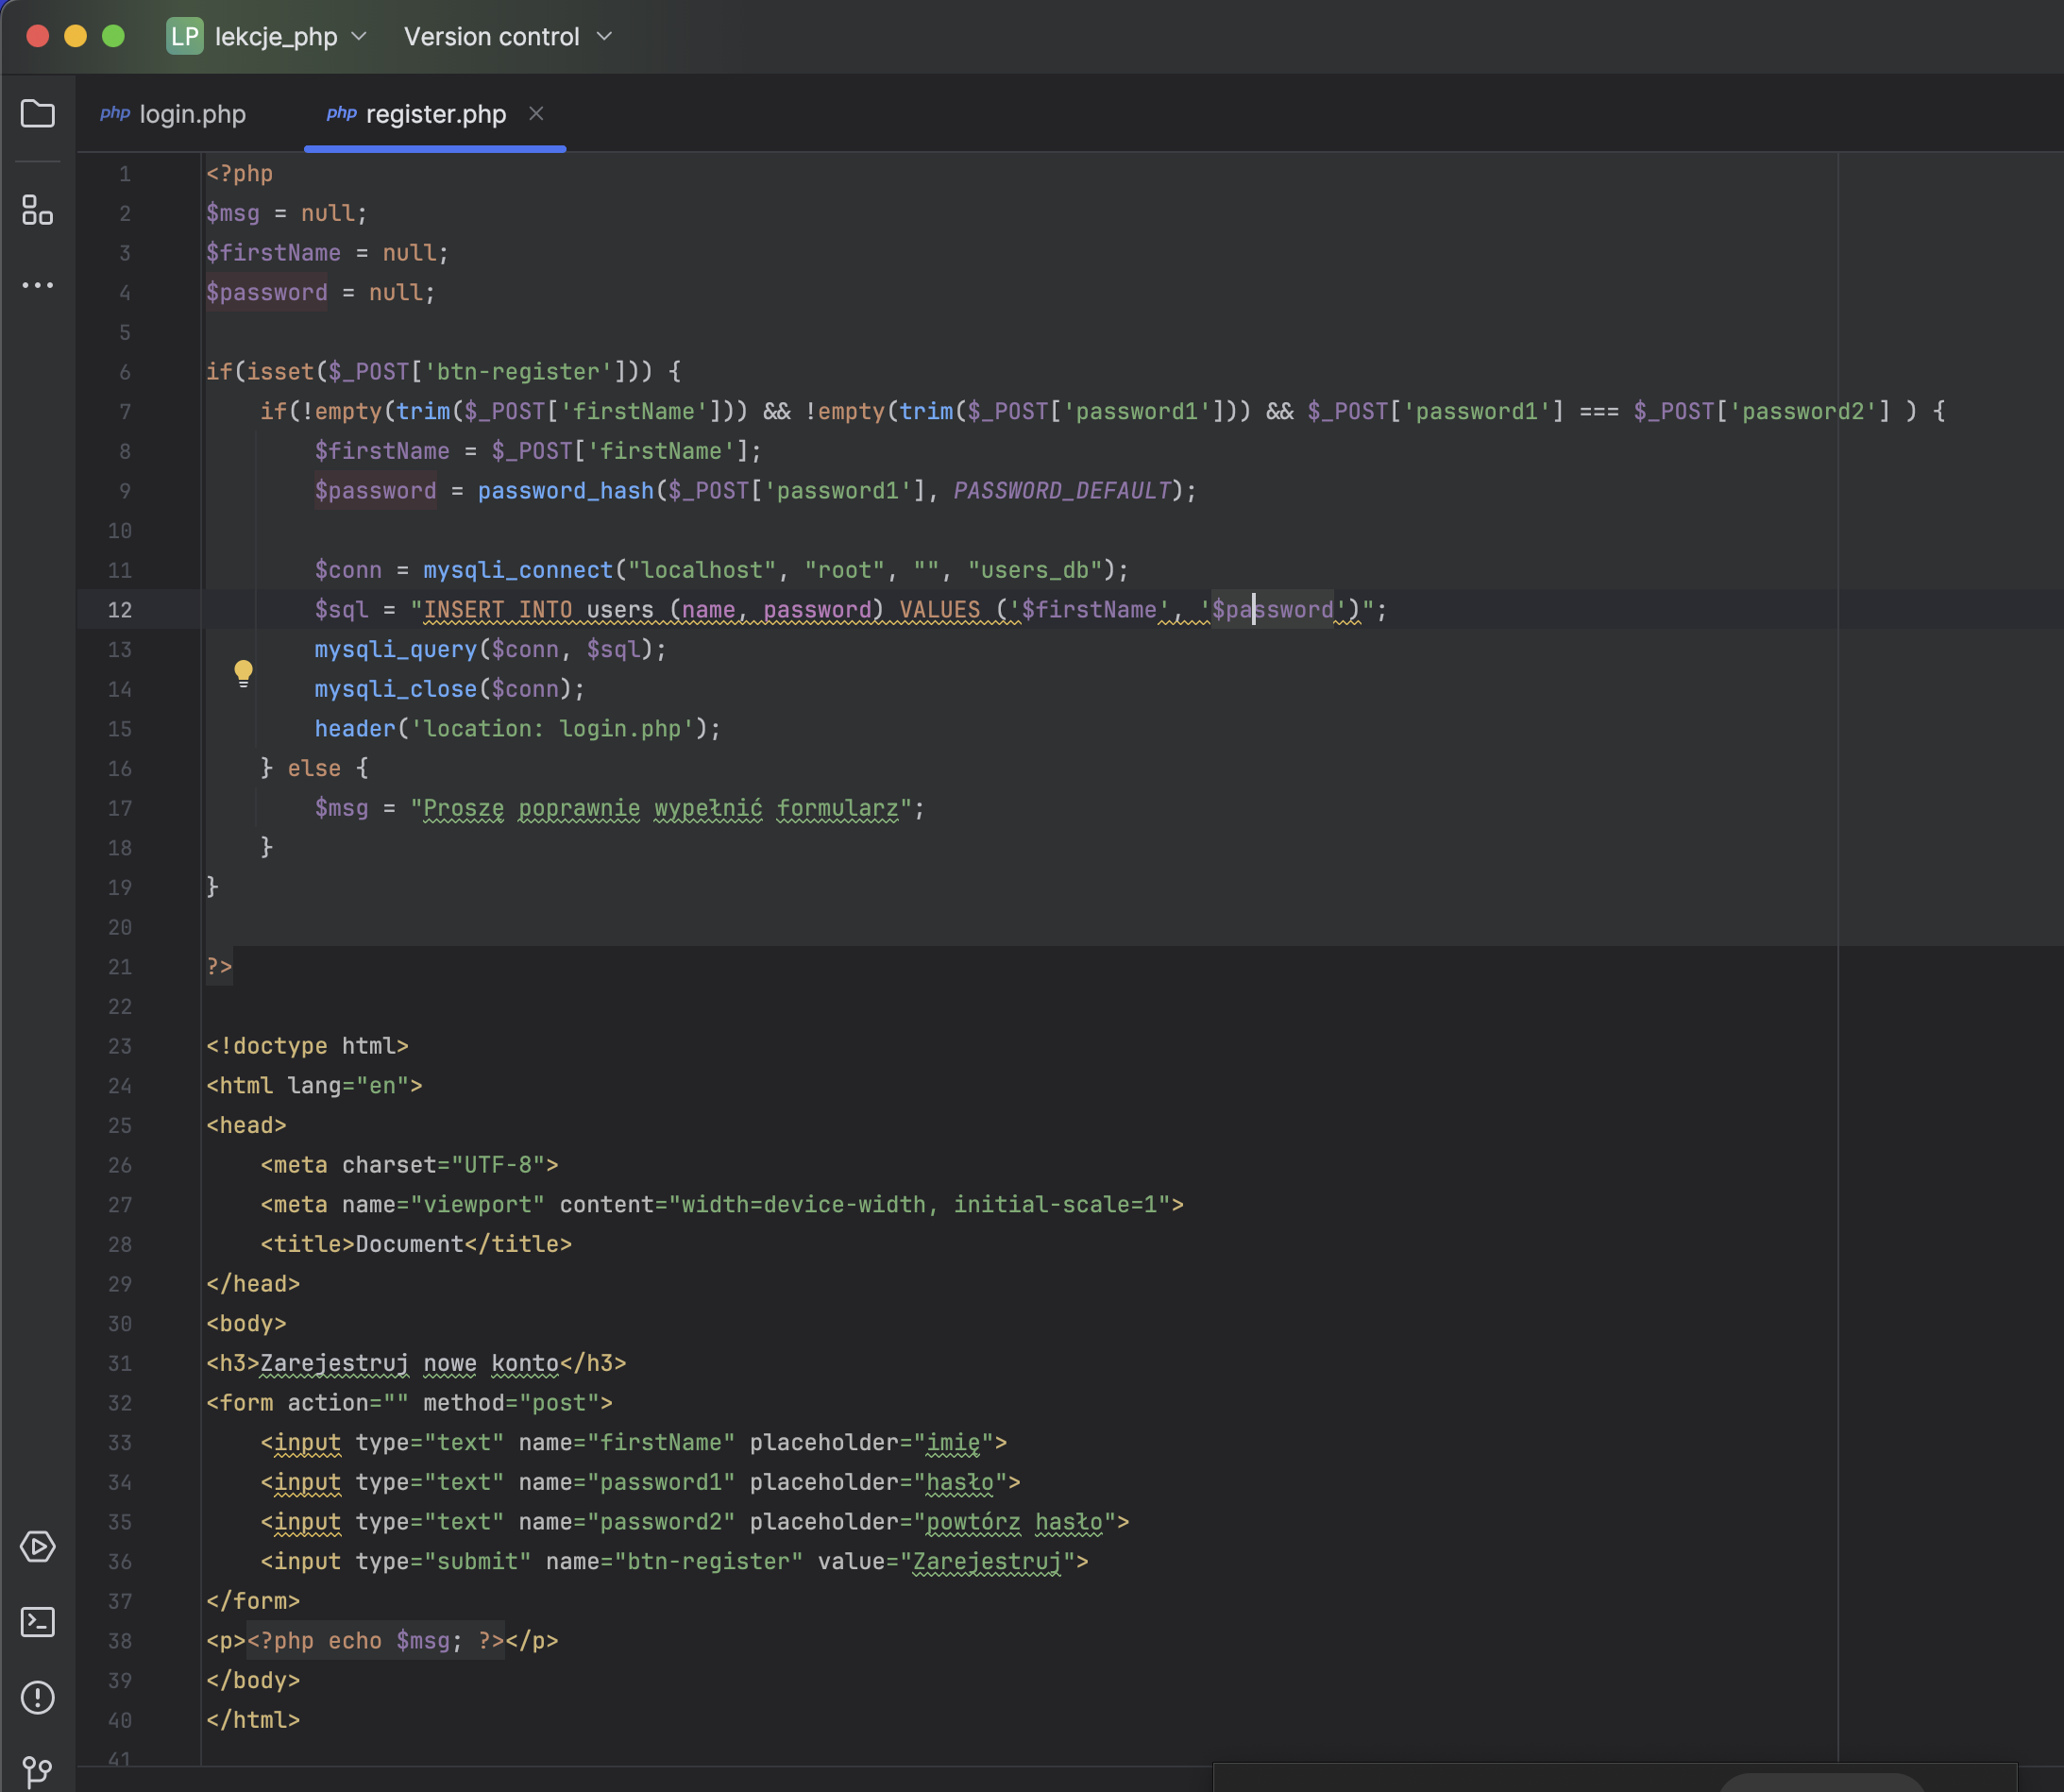 LP lekcje_php Version control
php login.php php register.php
1 <?php
2 $msg = null;
3 $firstName = null;
4 $password = null;
5
6 if(isset($_POST['btn-register'])) {
7 if(!empty(trim($_POST['firstName'])) && !empty(trim($_POST['password1'])) && $_POST['password1'] === $_POST['password2'] ) {
8 $firstName = $_POST['firstName'];
9 $password = password_hash($_POST['password1'], PASSWORD_DEFAULT);
10
11 $conn = mysqli_connect("localhost", "root", "", "users_db");
12 $sql = "INSERT INTO users (name, password) VALUES ('$firstName', '$password')";
13 mysqli_query($conn, $sql);
14 mysqli_close($conn);
15 header('location: login.php');
16 } else {
17 $msg = "Proszę poprawnie wypełnić formularz";
18 }
19 }
20
21 ?>
22
23 <!doctype html>
24 <html lang="en">
25 <head>
26 <meta charset="UTF-8">
27 <meta name="viewport" content="width=device-width, initial-scale=1">
28 <title>Document</title>
29 </head>
30 <body>
31 <h3>Zarejestruj nowe konto</h3>
32 <form action="" method="post">
33 <input type="text" name="firstName" placeholder="imię">
34 <input type="text" name="password1" placeholder="hasło">
35 <input type="text" name="password2" placeholder="powtórz hasło">
36 <input type="submit" name="btn-register" value="Zarejestruj">
37 </form>
38 <p><?php echo $msg; ?></p>
39 </body>
40 </html>
41